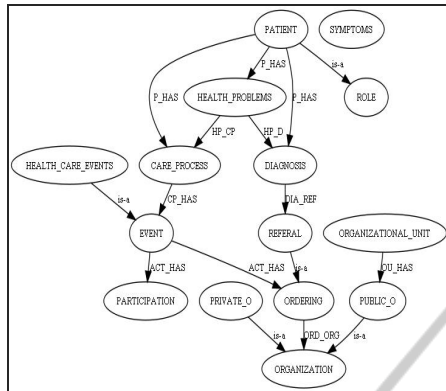 PATIENT
SYMPTOMS
P_HAS
is-a
P_HAS
HEALTH_PROBLEMS
P_HAS
ROLE
HP_CP
HP_D
HEALTH_CARE_EVENTS
CARE_PROCESS
DIAGNOSIS
is-a
CP_HAS
DIA_REF
EVENT
REFERAL
ORGANIZATIONAL_UNIT
ACT_HAS
ACT_HAS
is-a
OU_HAS
PARTICIPATION
PRIVATE_O
ORDERING
PUBLIC_O
is-a
ORD_ORG
is-a
ORGANIZATION